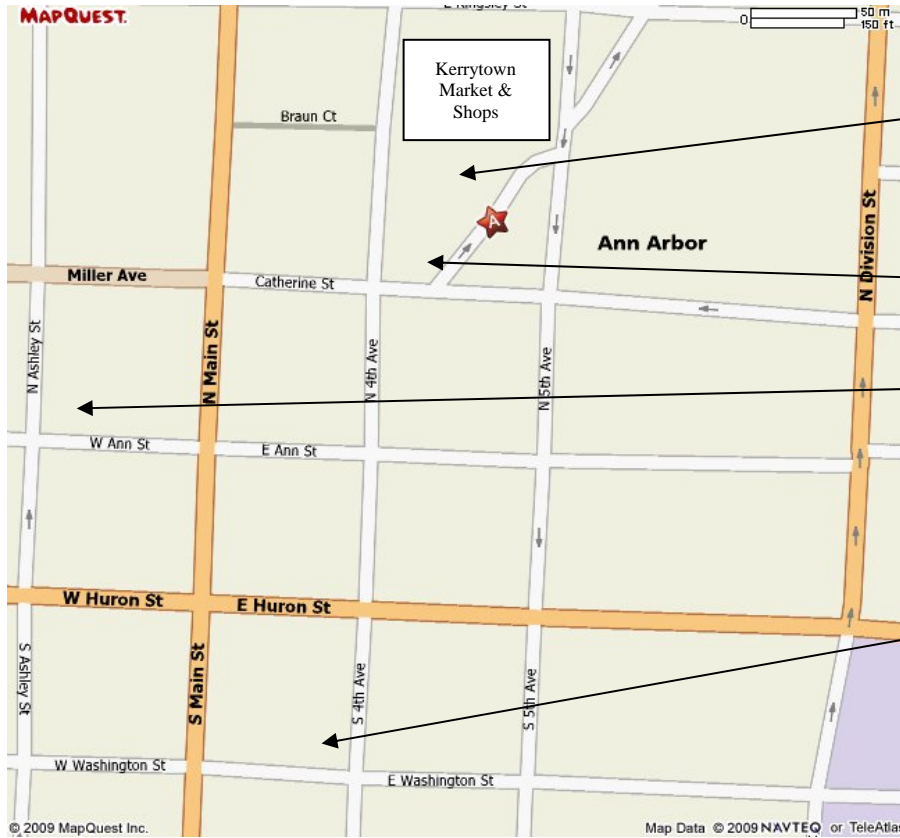 MAPQUEST.
E Kingsley St
0 50 m
150 ft
Kerrytown
Market &
Shops
Braun Ct
A
Ann Arbor
N Division St
Miller Ave
Catherine St
N Ashley St
N Main St
N 4th Ave
N 5th Ave
W Ann St
E Ann St
W Huron St
E Huron St
S Ashley St
S Main St
S 4th Ave
S 5th Ave
W Washington St
E Washington St
© 2009 MapQuest Inc.
Map Data © 2009 NAVTEQ or TeleAtlas